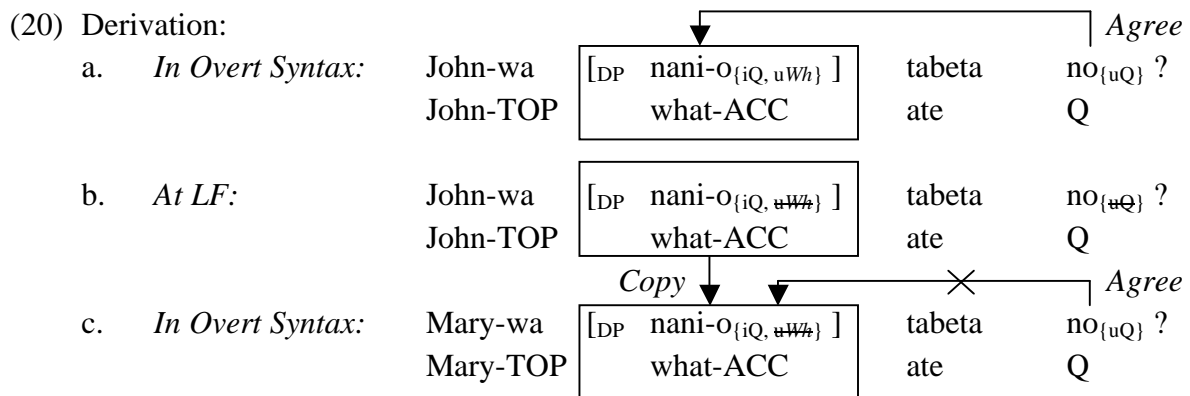 (20) Derivation: Agree
a. In Overt Syntax: John-wa [DP nani-o{iQ, uWh} ] tabeta no{uQ} ?
John-TOP what-ACC ate Q
b. At LF: John-wa [DP nani-o{iQ, uWh} ] tabeta no{uQ} ?
John-TOP what-ACC ate Q
Copy Agree
c. In Overt Syntax: Mary-wa [DP nani-o{iQ, uWh} ] tabeta no{uQ} ?
Mary-TOP what-ACC ate Q